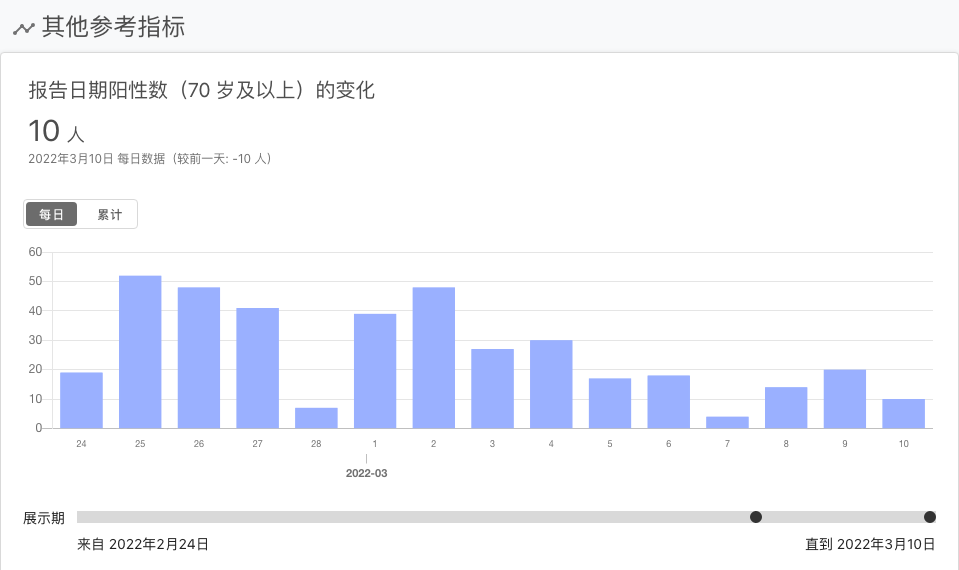 其他参考指标
报告日期阳性数（70 岁及以上）的变化
10 人
2022年3月10日 每日数据（较前一天: -10 人）
每日 累计
60
50
40
30
20
10
0
24 25 26 27 28 1 2 3 4 5 6 7 8 9 10
2022-03
展示期
来自 2022年2月24日 直到 2022年3月10日